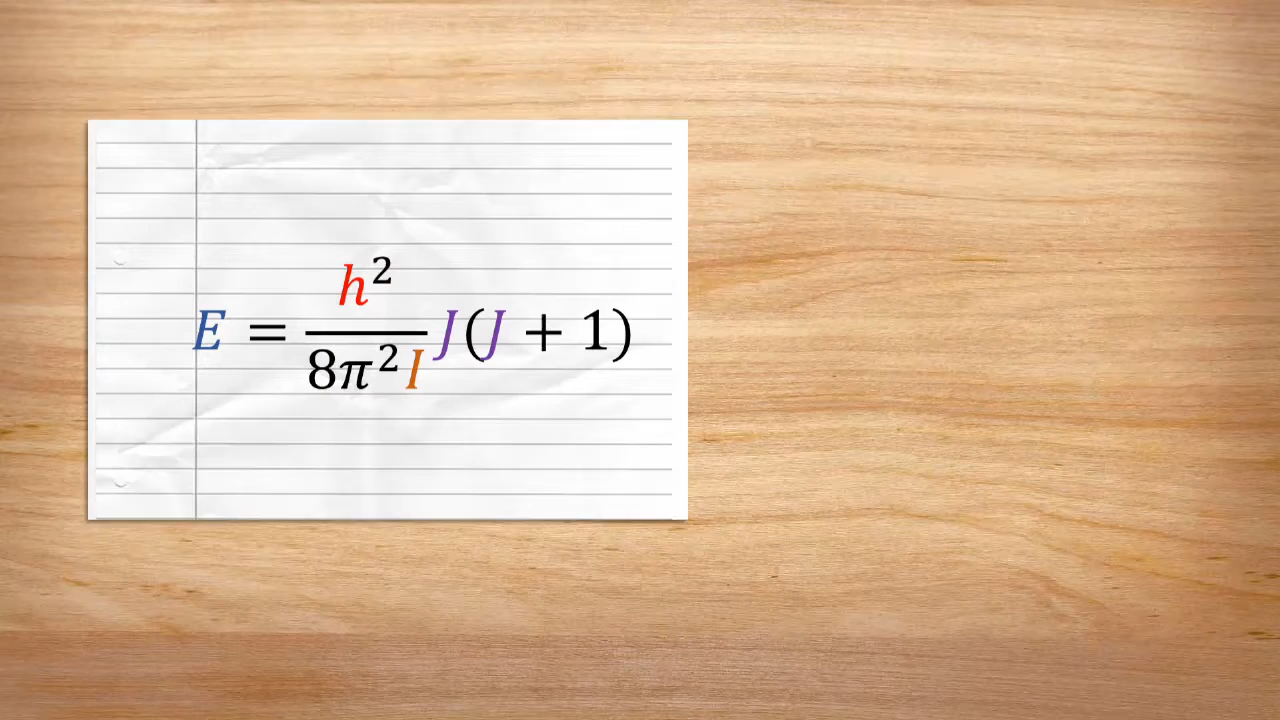 E = h²/8π²I J(J + 1)